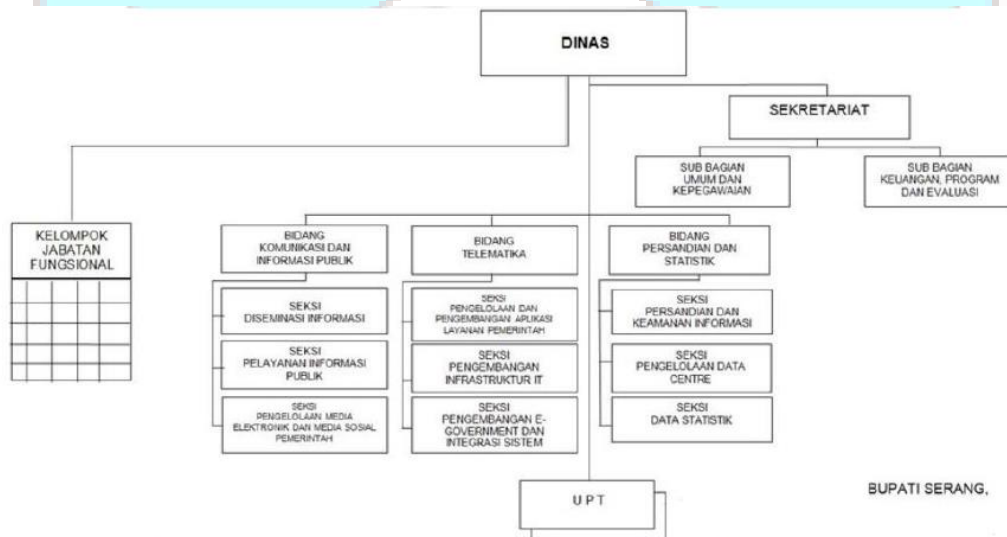 DINAS
SEKRETARIAT
SUB BAGIAN
UMUM DAN
KEPEGAWAIAN
SUB BAGIAN
KEUANGAN, PROGRAM
DAN EVALUASI
KELOMPOK
JABATAN
FUNGSIONAL
BIDANG
KOMUNIKASI DAN
INFORMASI PUBLIK
SEKSI
DISEMINASI INFORMASI
SEKSI
PELAYANAN INFORMASI
PUBLIK
SEKSI
PENGELOLAAN MEDIA
ELEKTRONIK DAN MEDIA SOSIAL
PEMERINTAH
BIDANG
TELEMATIKA
SEKSI
PENGELOLAAN DAN
PENGEMBANGAN APLIKASI
LAYANAN PEMERINTAH
SEKSI
PENGEMBANGAN
INFRASTRUKTUR IT
SEKSI
PENGEMBANGAN E-
GOVERNMENT DAN
INTEGRASI SISTEM
BIDANG
PERSANDIAN DAN
STATISTIK
SEKSI
PERSANDIAN DAN
KEAMANAN INFORMASI
SEKSI
PENGELOLAAN DATA
CENTRE
SEKSI
DATA STATISTIK
UPT
BUPATI SERANG,